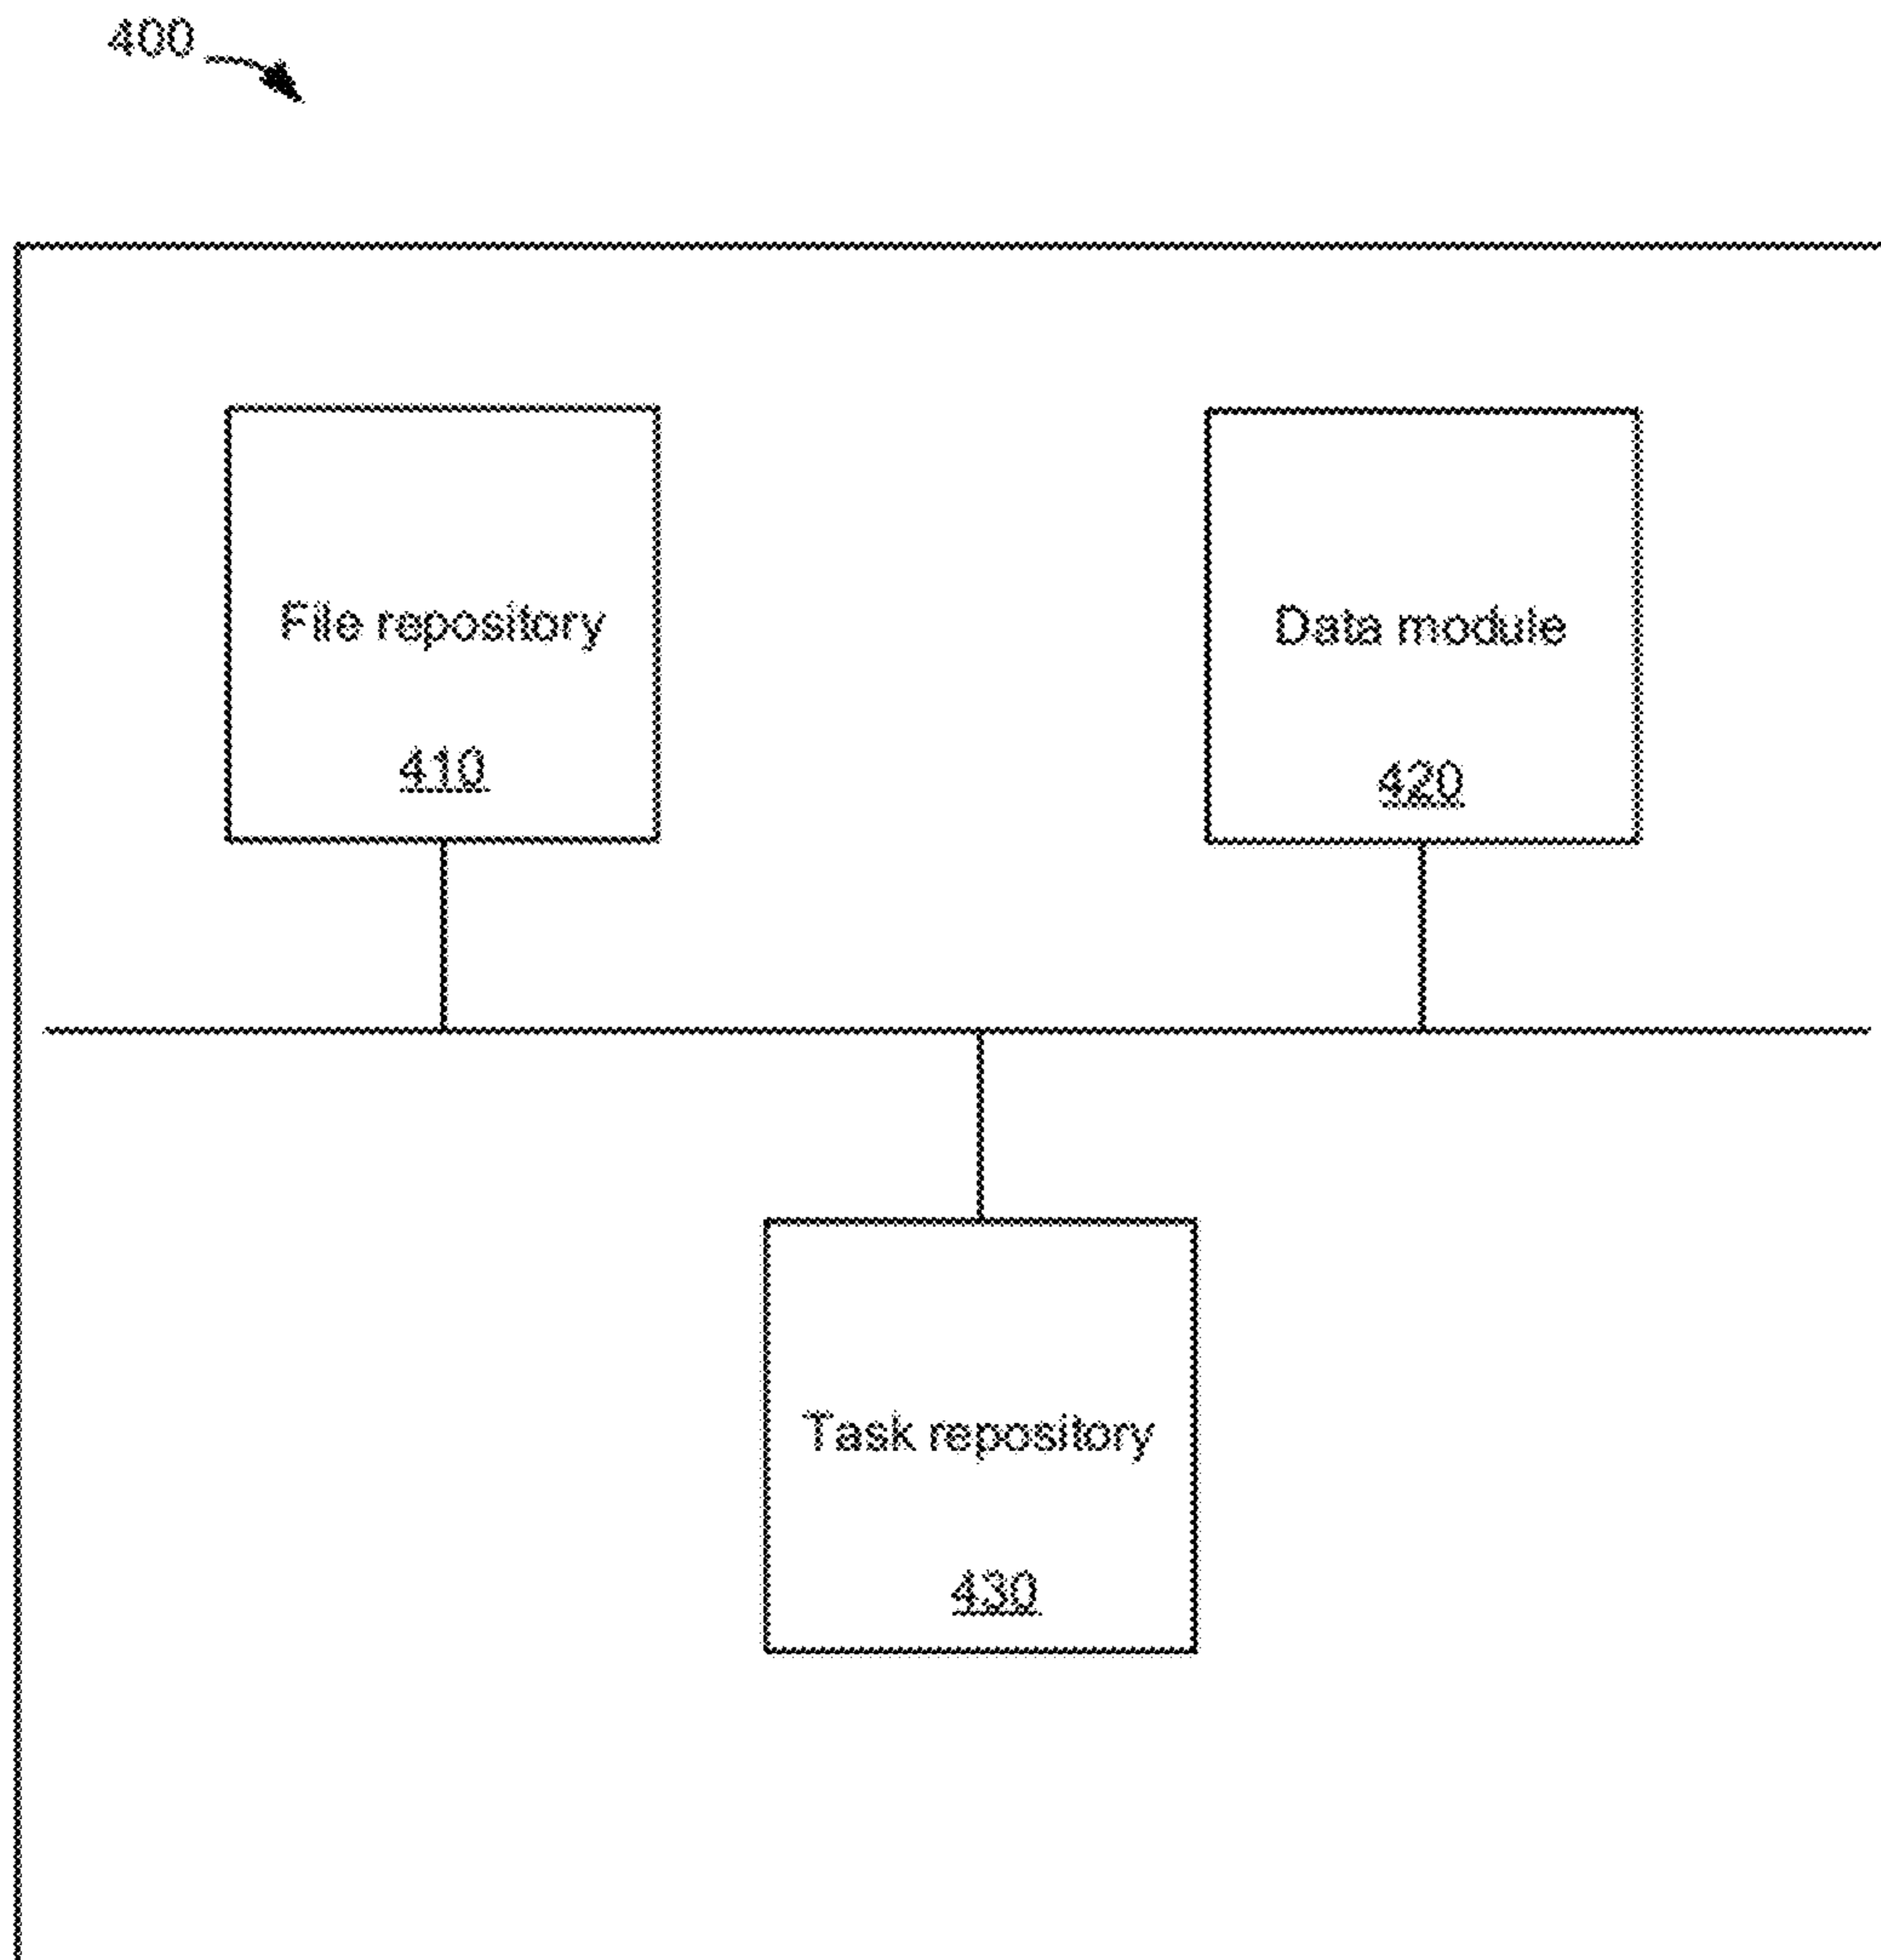 400
File repository
Data module
410
420
Task repository
430